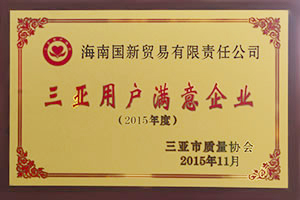 海南国新贸易有限责任公司
三亚用户满意企业
(2015年度)
三亚市质量协会
2015年11月